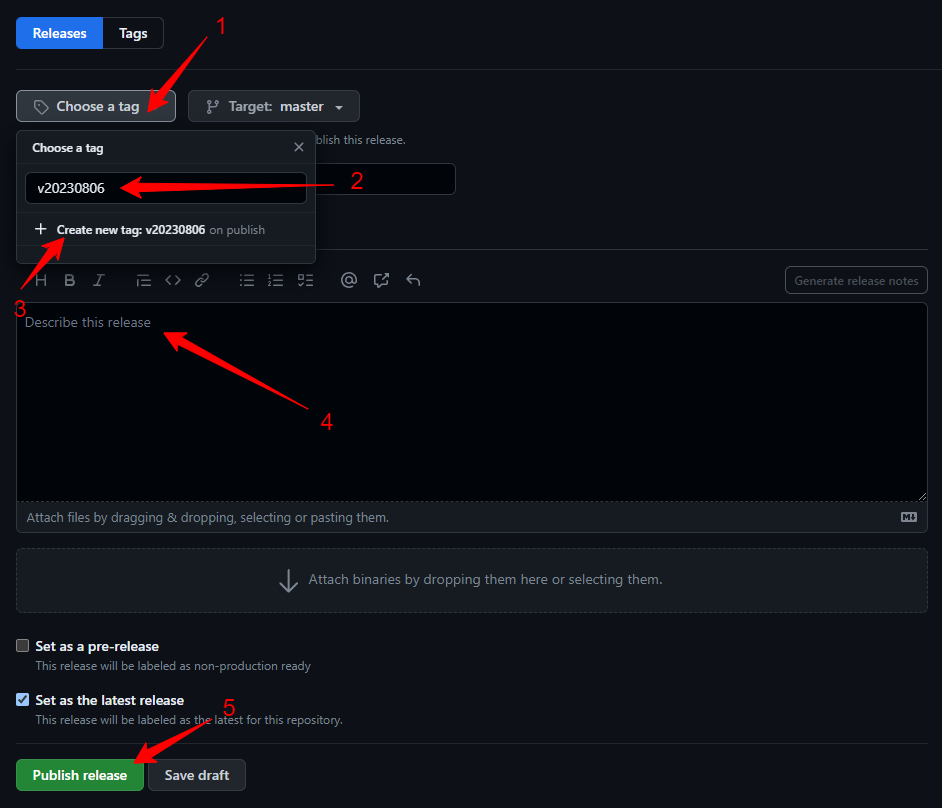 Releases Tags
1
Choose a tag Target: master
Choose a tag
blish this release.
v20230806
2
Create new tag: v20230806 on publish
H B I
Generate release notes
3
Describe this release
4
Attach files by dragging & dropping, selecting or pasting them.
Attach binaries by dropping them here or selecting them.
Set as a pre-release
This release will be labeled as non-production ready
Set as the latest release
5
This release will be labeled as the latest for this repository.
Publish release Save draft